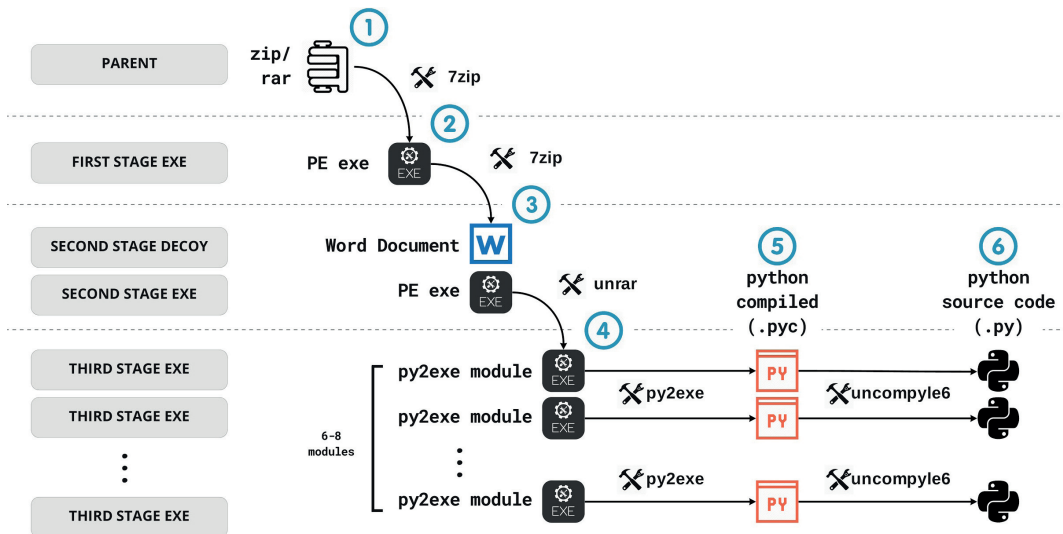 1
PARENT
zip/
rar
7zip
2
FIRST STAGE EXE
PE exe
EXE
7zip
3
SECOND STAGE DECOY
Word Document
W
SECOND STAGE EXE
PE exe
EXE
unrar
5
python
compiled
(.pyc)
6
python
source code
(.py)
4
THIRD STAGE EXE
py2exe module
EXE
PY
py2exe
uncompyle6
THIRD STAGE EXE
py2exe module
EXE
PY
6-8
modules
py2exe
uncompyle6
THIRD STAGE EXE
py2exe module
EXE
PY